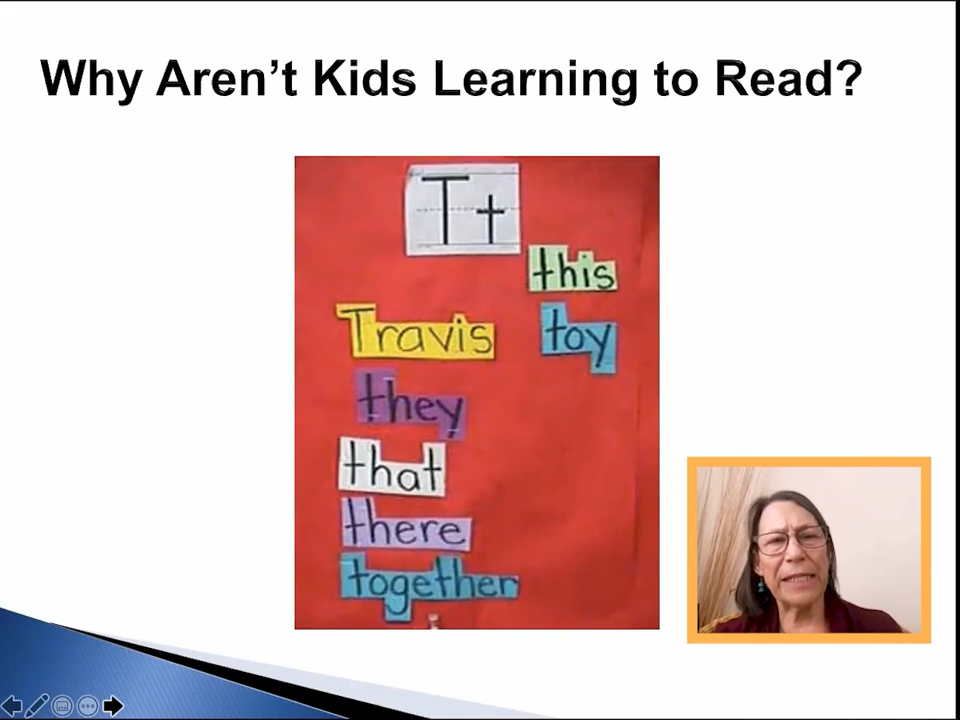 Why Aren't Kids Learning to Read?
Tt
this
Travis
toy
they
that
there
together